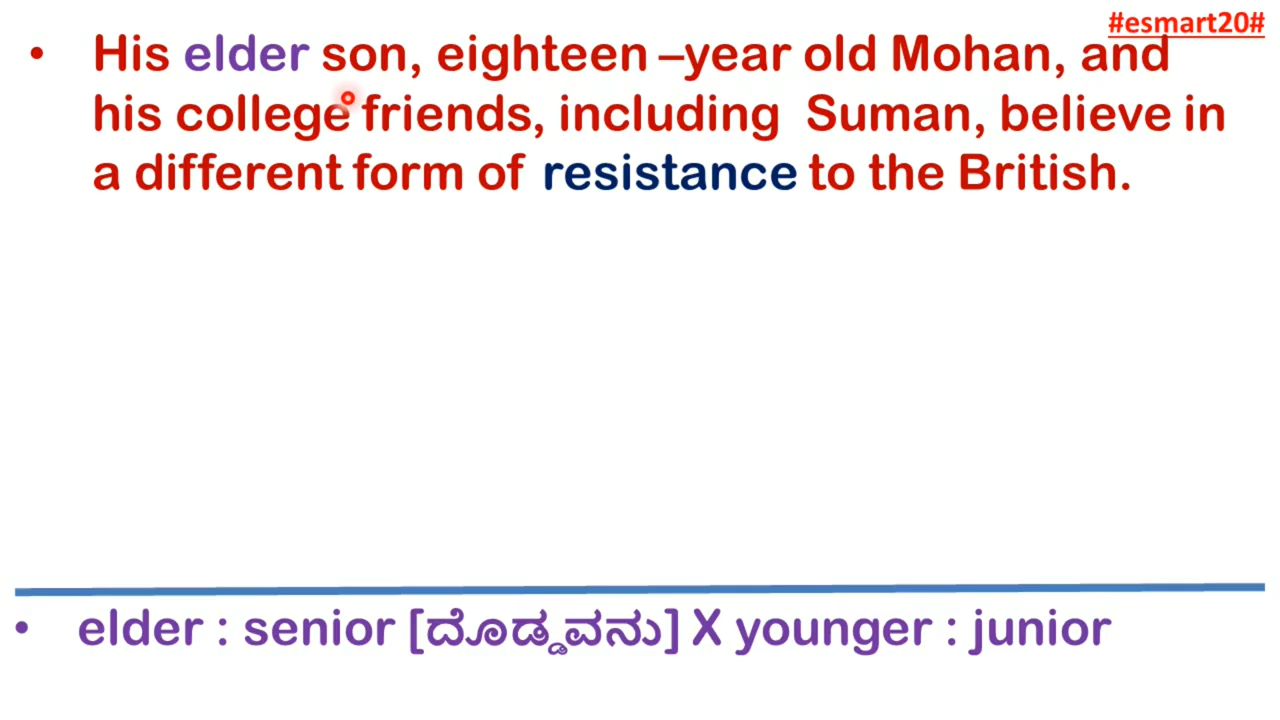 #esmart20#
• His elder son, eighteen –year old Mohan, and
his college friends, including Suman, believe in
a different form of resistance to the British.
• elder : senior [ದೊಡ್ಡವನು] X younger : junior